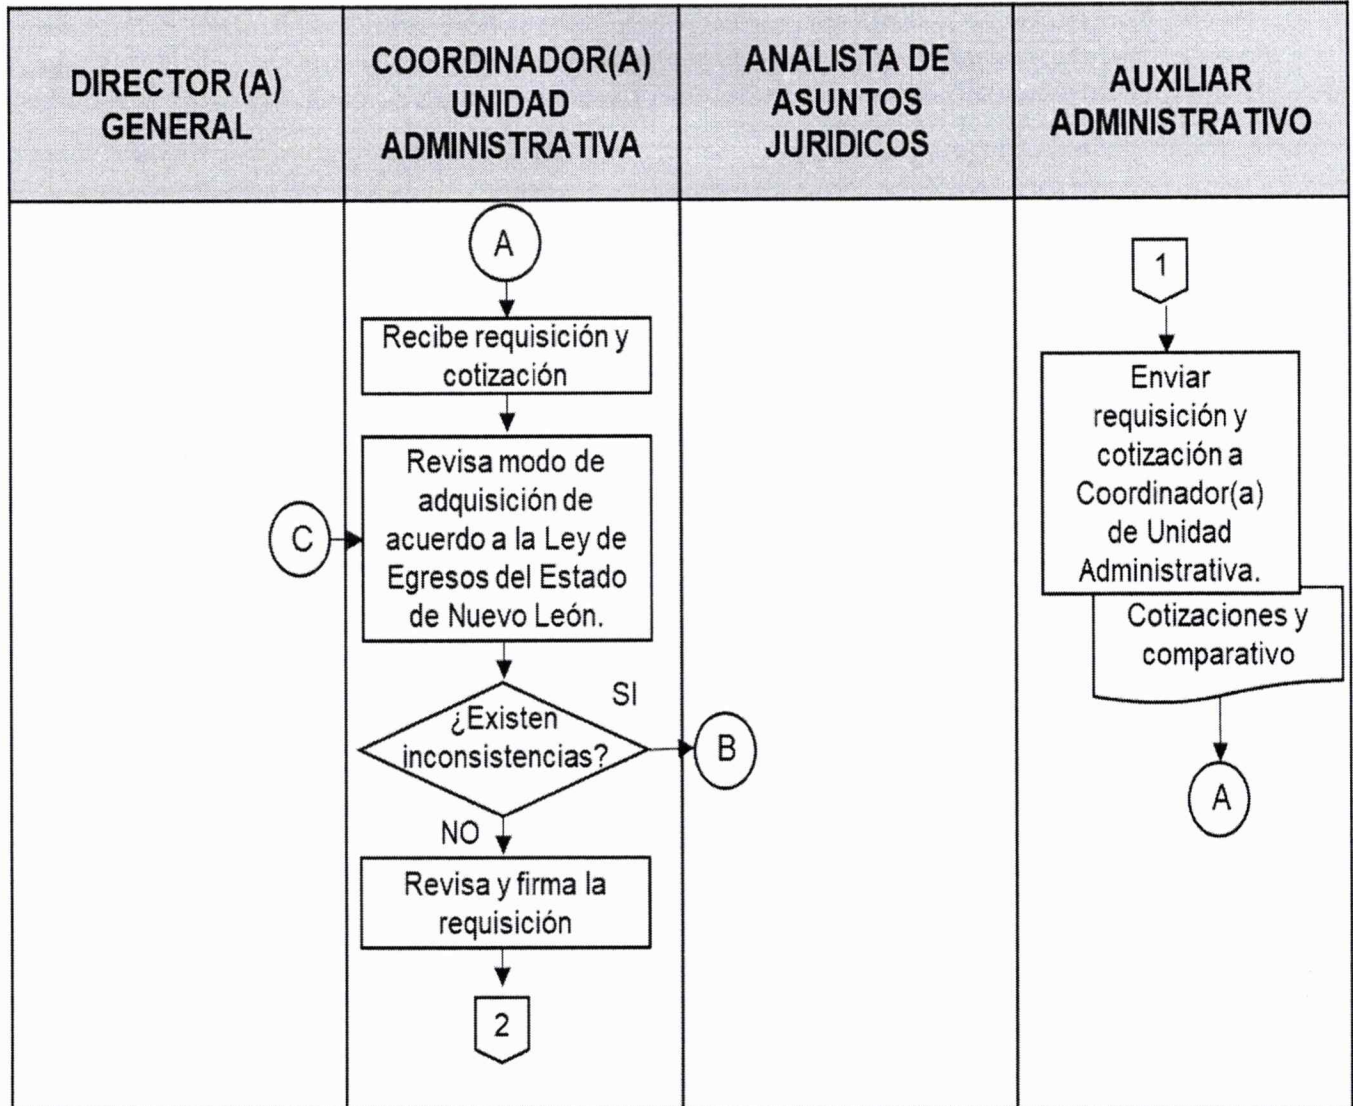 DIRECTOR (A)
GENERAL
COORDINADOR(A)
UNIDAD
ADMINISTRATIVA
ANALISTA DE
ASUNTOS
JURIDICOS
AUXILIAR
ADMINISTRATIVO
A
Recibe requisición y
cotización
Revisa modo de
adquisición de
acuerdo a la Ley de
Egresos del Estado
de Nuevo León.
C
¿Existen
inconsistencias?
SI
B
NO
Revisa y firma la
requisición
2
1
Enviar
requisición y
cotización a
Coordinador(a)
de Unidad
Administrativa.
Cotizaciones y
comparativo
A